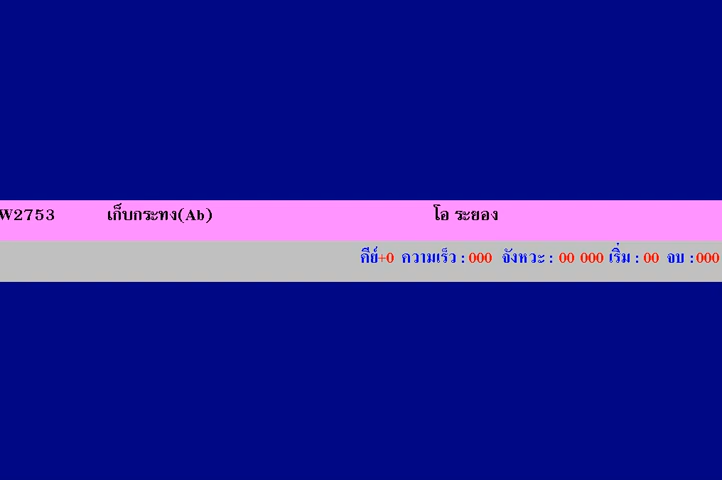 W2753 เก็บกระทง(Ab) โอ ระยอง
คีย์+0 ความเร็ว : 000 จังหวะ : 00 000 เริ่ม : 00 จบ : 000